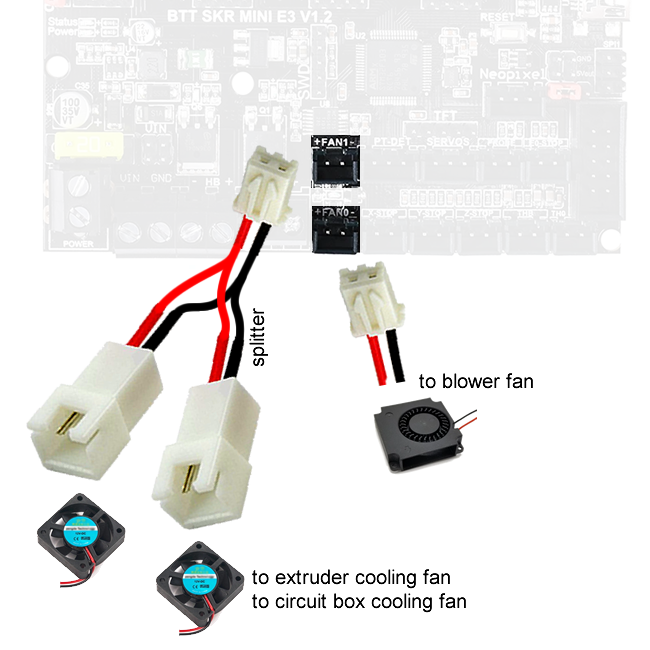 BTT SKR MINI E3 V1.2
Status
Power
RESET
SWD
Neopixel
TFT
+FAN1-
PT-DET
SERVOS
VIN
VIN GND
HB +
+FAN0-
POWER
splitter
to blower fan
to extruder cooling fan
to circuit box cooling fan